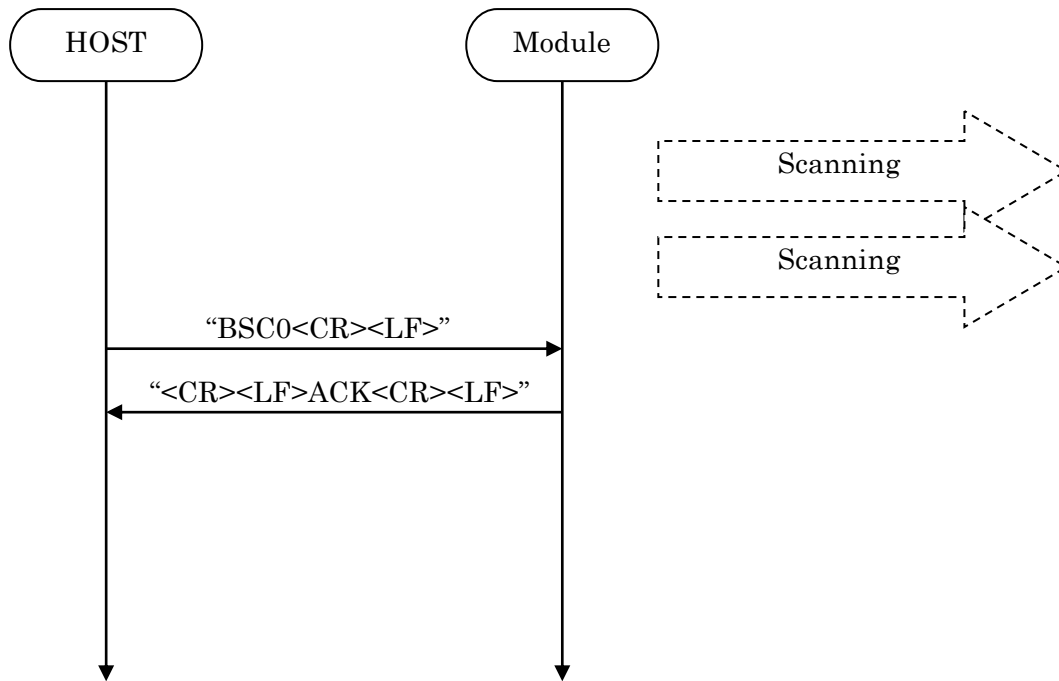 HOST
Module
Scanning
Scanning
“BSC0<CR><LF>”
“<CR><LF>ACK<CR><LF>”